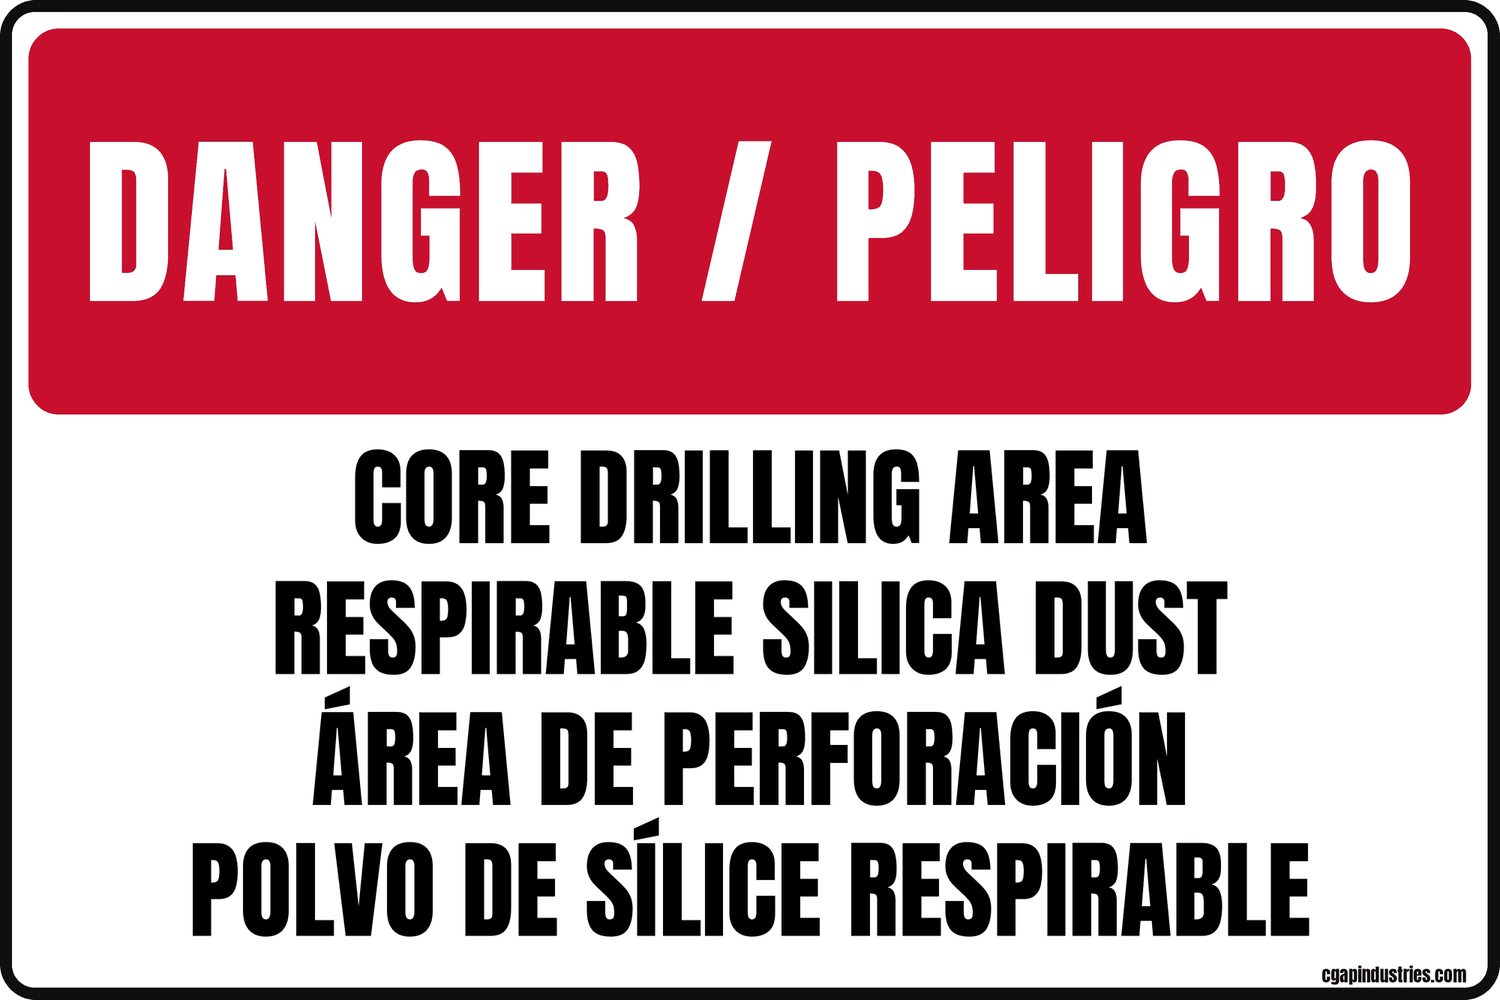 DANGER / PELIGRO
CORE DRILLING AREA
RESPIRABLE SILICA DUST
ÁREA DE PERFORACIÓN
POLVO DE SÍLICE RESPIRABLE
cgapindustries.com